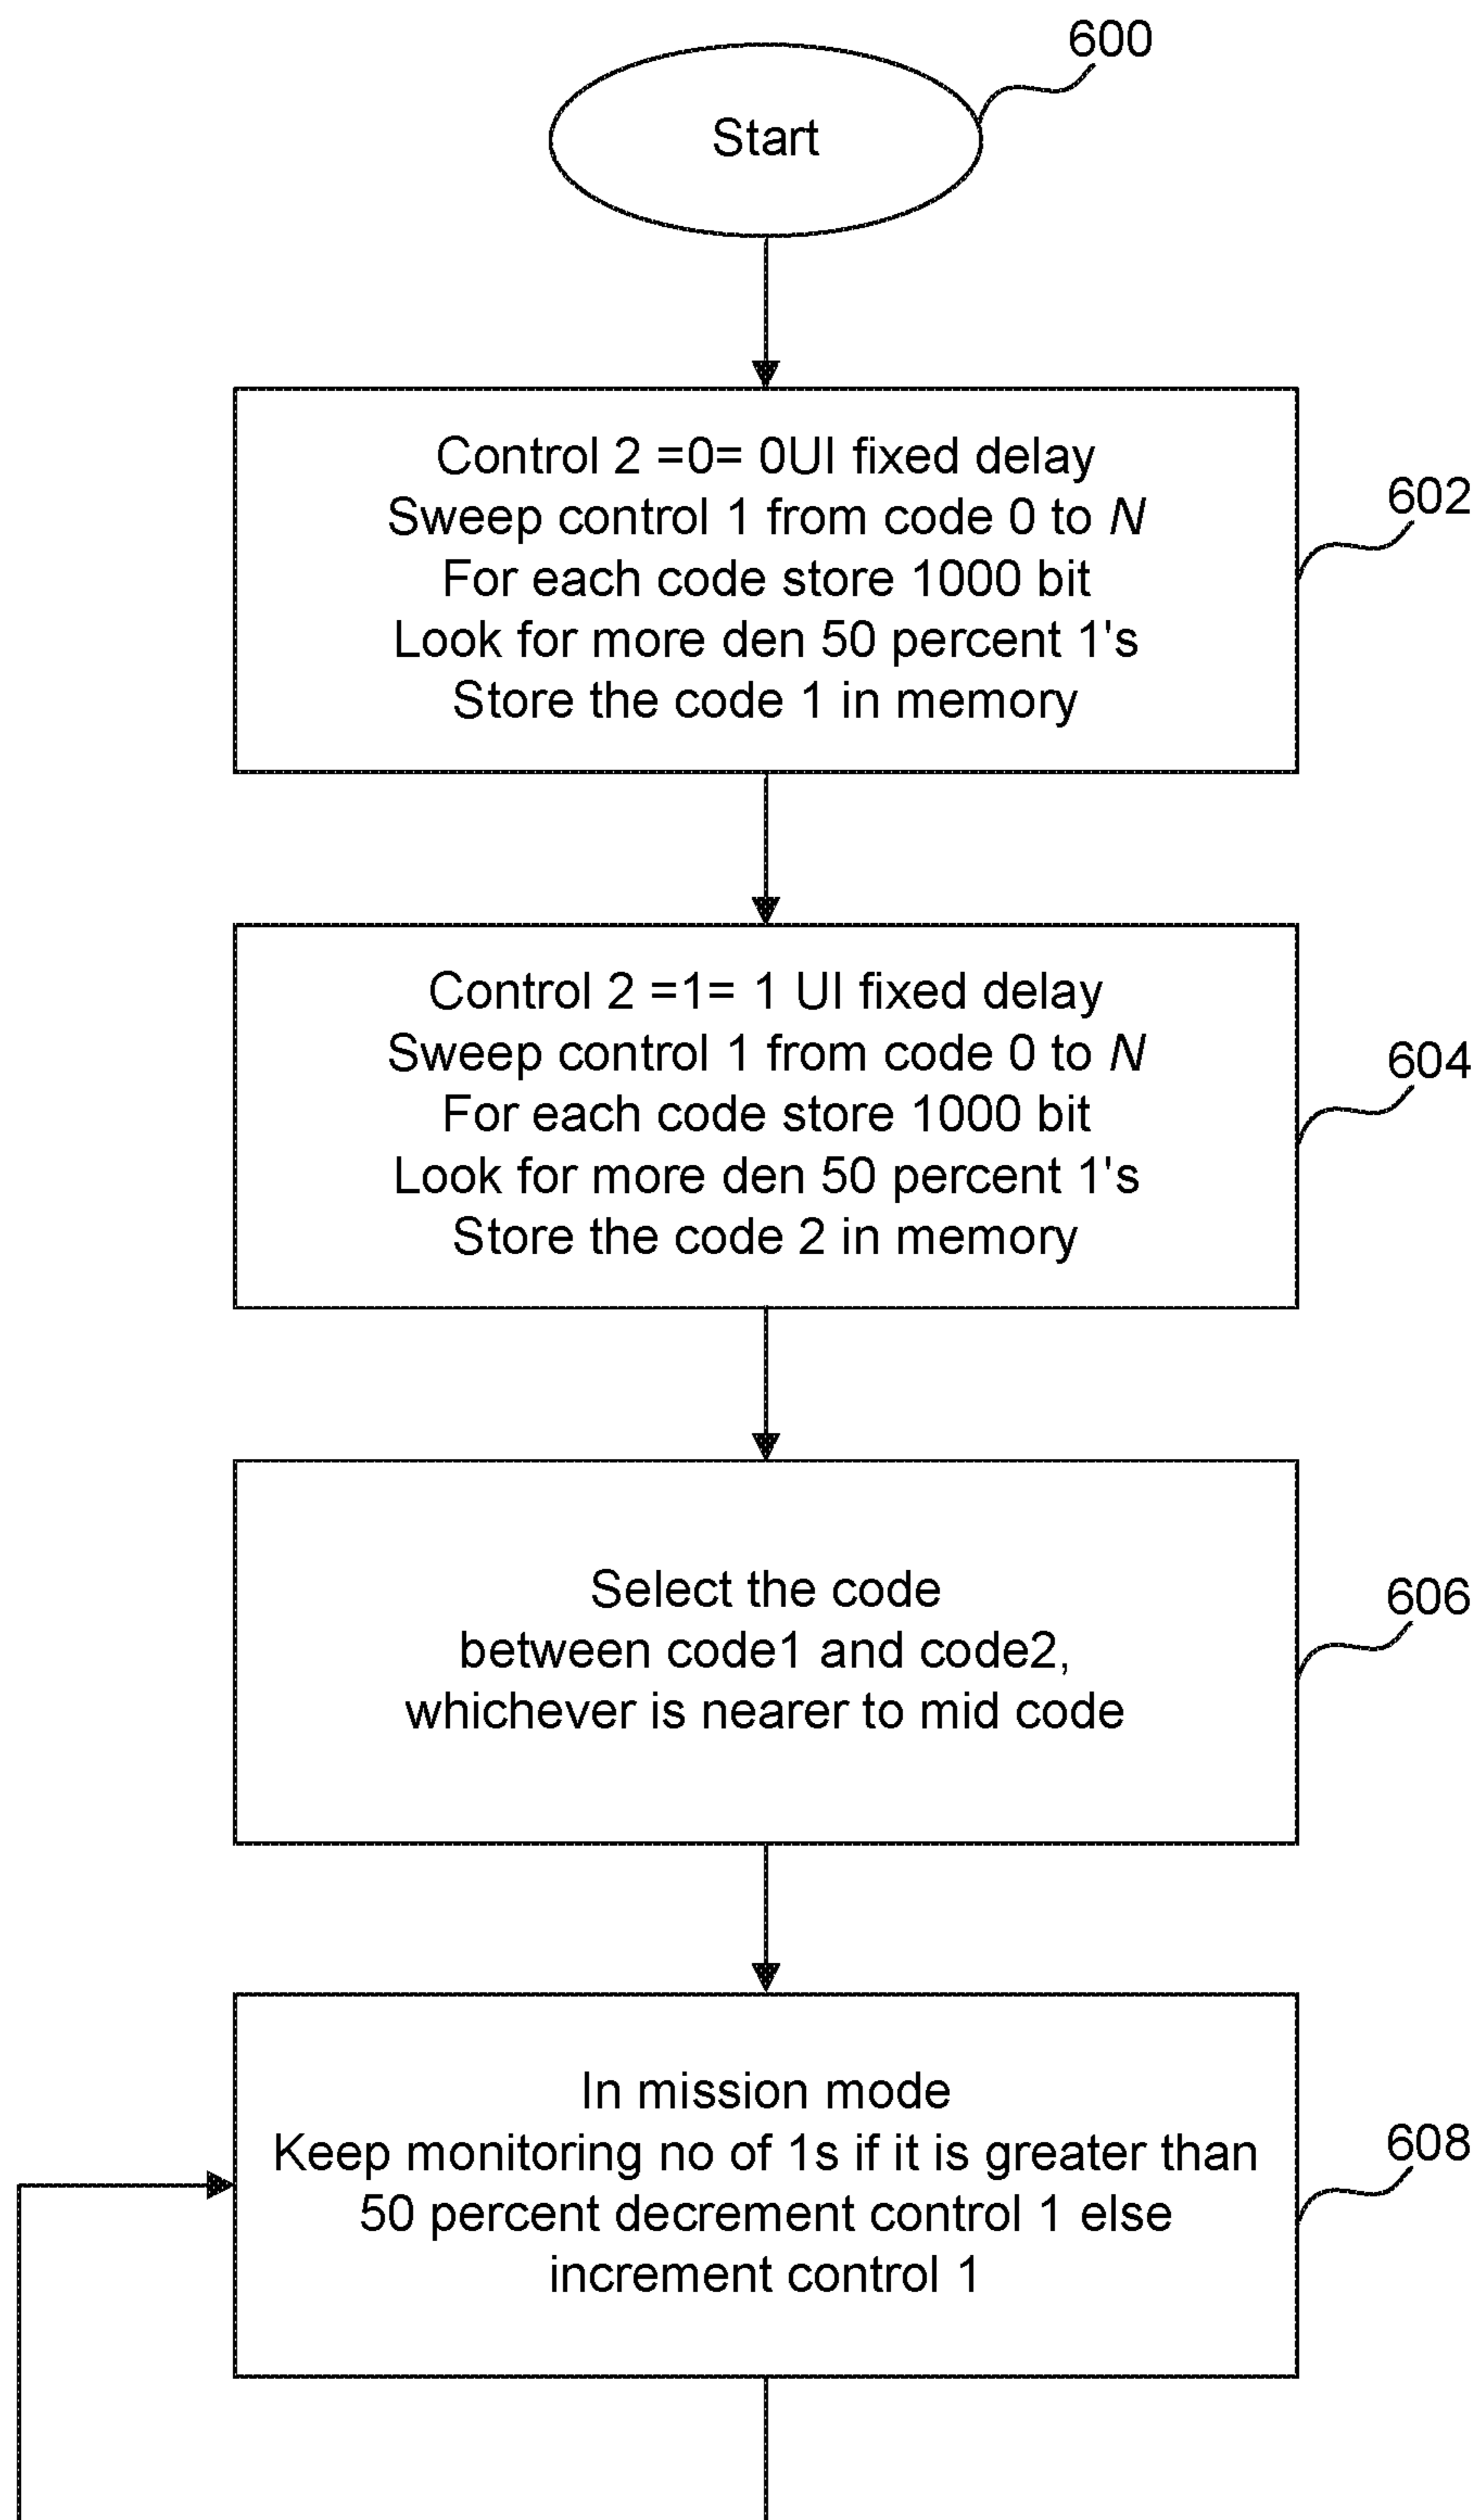 600
Start
Control 2 =0= 0UI fixed delay
Sweep control 1 from code 0 to N
For each code store 1000 bit
Look for more den 50 percent 1's
Store the code 1 in memory
602
Control 2 =1= 1 UI fixed delay
Sweep control 1 from code 0 to N
For each code store 1000 bit
Look for more den 50 percent 1's
Store the code 2 in memory
604
Select the code
between code1 and code2,
whichever is nearer to mid code
606
In mission mode
Keep monitoring no of 1s if it is greater than
50 percent decrement control 1 else
increment control 1
608